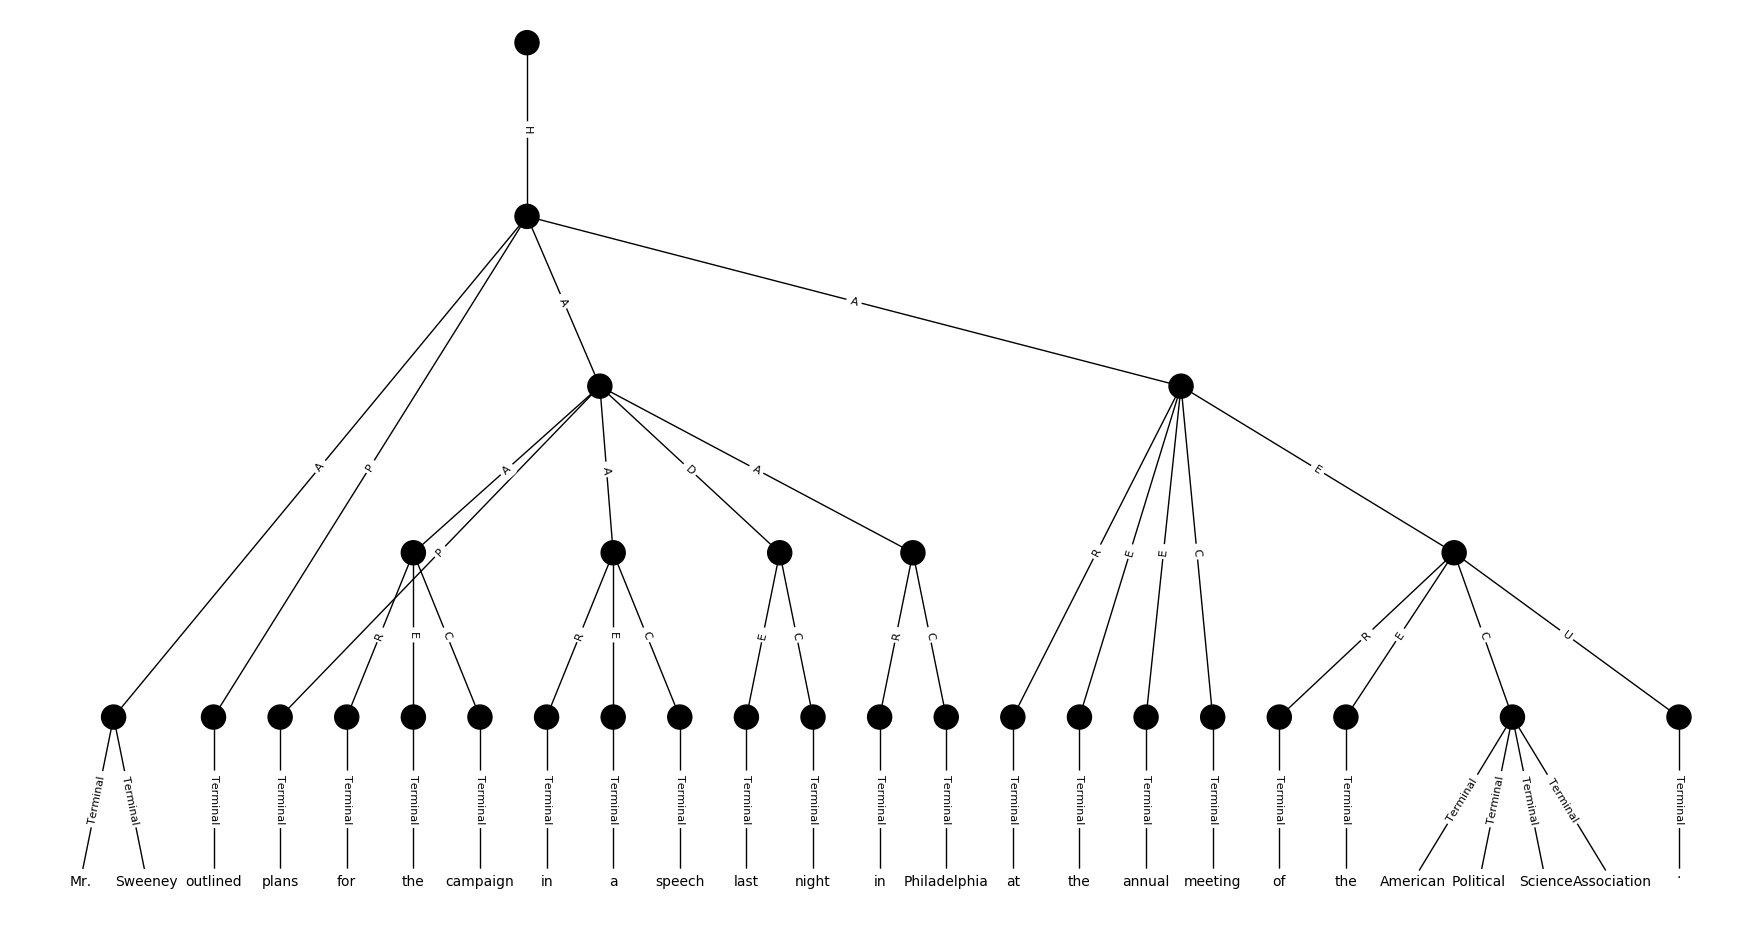 H
A
A
A P
A P A D A
E
P R E E C
R E C R E C E C R C R E C U
Terminal Terminal Terminal Terminal Terminal Terminal Terminal Terminal Terminal Terminal Terminal Terminal Terminal Terminal Terminal Terminal Terminal Terminal Terminal Terminal Terminal Terminal Terminal Terminal Terminal
Mr. Sweeney outlined plans for the campaign in a speech last night in Philadelphia at the annual meeting of the American Political Science Association .